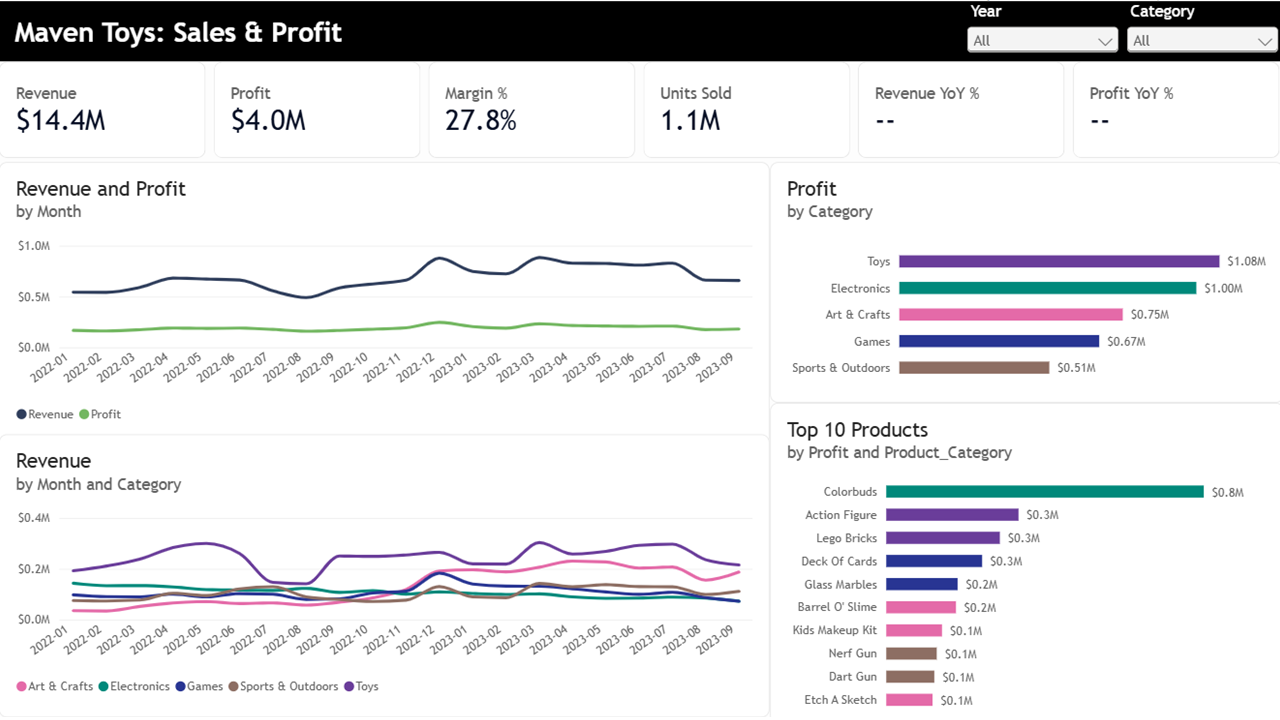 Maven Toys: Sales & Profit
Year
All
Category
All
Revenue
$14.4M
Profit
$4.0M
Margin %
27.8%
Units Sold
1.1M
Revenue YoY %
--
Profit YoY %
--
Revenue and Profit
by Month
$1.0M
$0.5M
$0.0M
2022-01
2022-02
2022-03
2022-04
2022-05
2022-06
2022-07
2022-08
2022-09
2022-10
2022-11
2022-12
2023-01
2023-02
2023-03
2023-04
2023-05
2023-06
2023-07
2023-08
2023-09
Revenue Profit
Revenue
by Month and Category
$0.4M
$0.2M
$0.0M
2022-01
2022-02
2022-03
2022-04
2022-05
2022-06
2022-07
2022-08
2022-09
2022-10
2022-11
2022-12
2023-01
2023-02
2023-03
2023-04
2023-05
2023-06
2023-07
2023-08
2023-09
Art & Crafts Electronics Games Sports & Outdoors Toys
Profit
by Category
Toys $1.08M
Electronics $1.00M
Art & Crafts $0.75M
Games $0.67M
Sports & Outdoors $0.51M
Top 10 Products
by Profit and Product_Category
Colorbuds $0.8M
Action Figure $0.3M
Lego Bricks $0.3M
Deck Of Cards $0.3M
Glass Marbles $0.2M
Barrel O' Slime $0.2M
Kids Makeup Kit $0.1M
Nerf Gun $0.1M
Dart Gun $0.1M
Etch A Sketch $0.1M